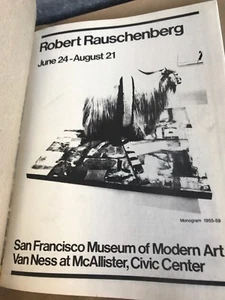 Robert Rauschenberg
June 24-August 21
Monogram 1955-59
San Francisco Museum of Modern Art
Van Ness at McAllister, Civic Center